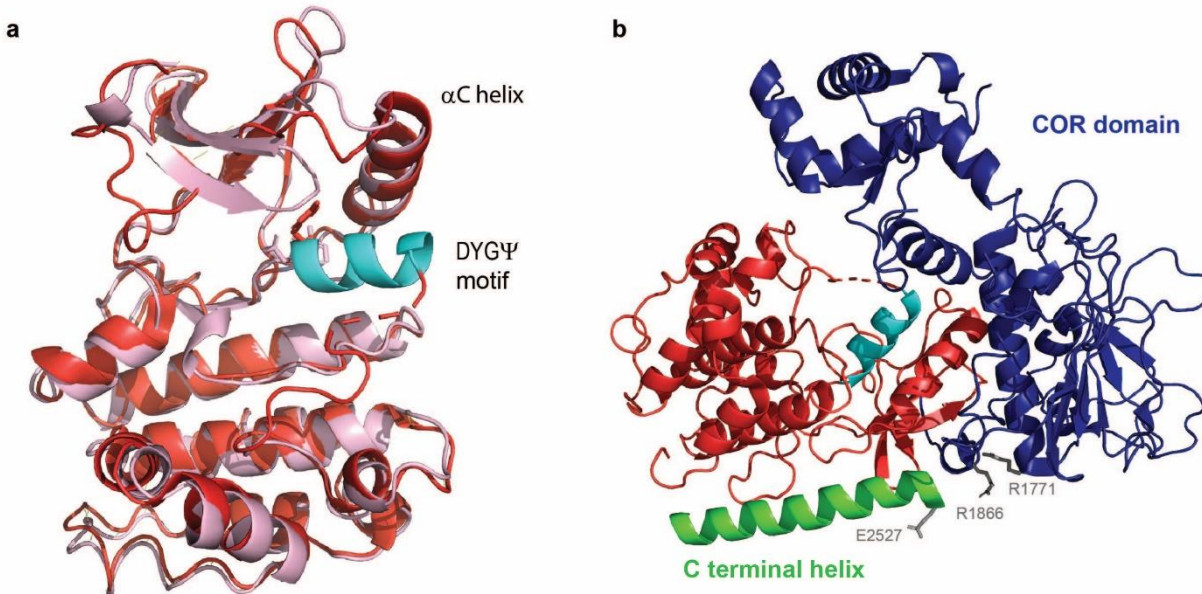 a
αC helix
DYGΨ
motif
b
COR domain
R1771
R1866
E2527
C terminal helix